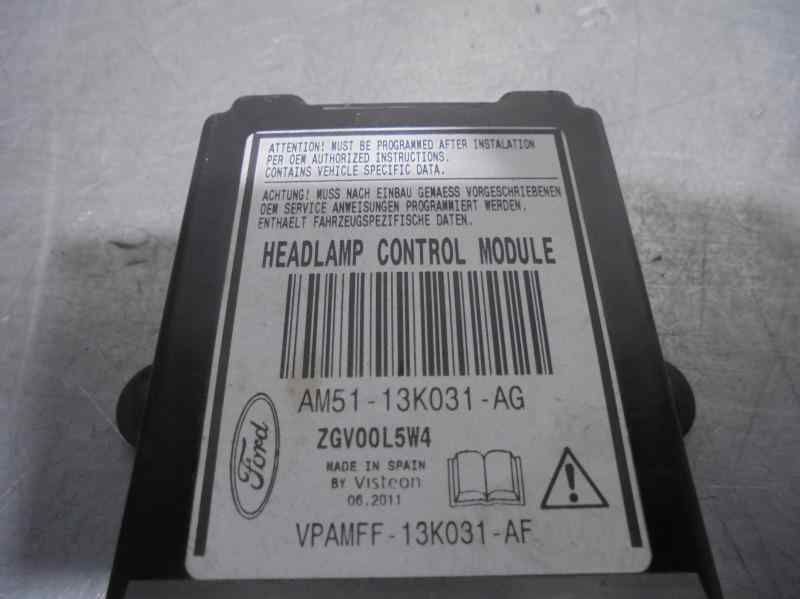 ATTENTION! MUST BE PROGRAMMED AFTER INSTALATION
PER OEM AUTHORIZED INSTRUCTIONS.
CONTAINS VEHICLE SPECIFIC DATA.
ACHTUNG! MUSS NACH EINBAU GEMAESS VORGESCHRIEBENEN
OEM SERVICE ANWEISUNGEN PROGRAMMIERT WERDEN.
ENTHAELT FAHRZEUGSPEZIFISCHE DATEN.
HEADLAMP CONTROL MODULE
AM51-13K031-AG
Ford
ZGV00L5W4
MADE IN SPAIN
BY Visteon
06.2011
VPAMFF-13K031-AF